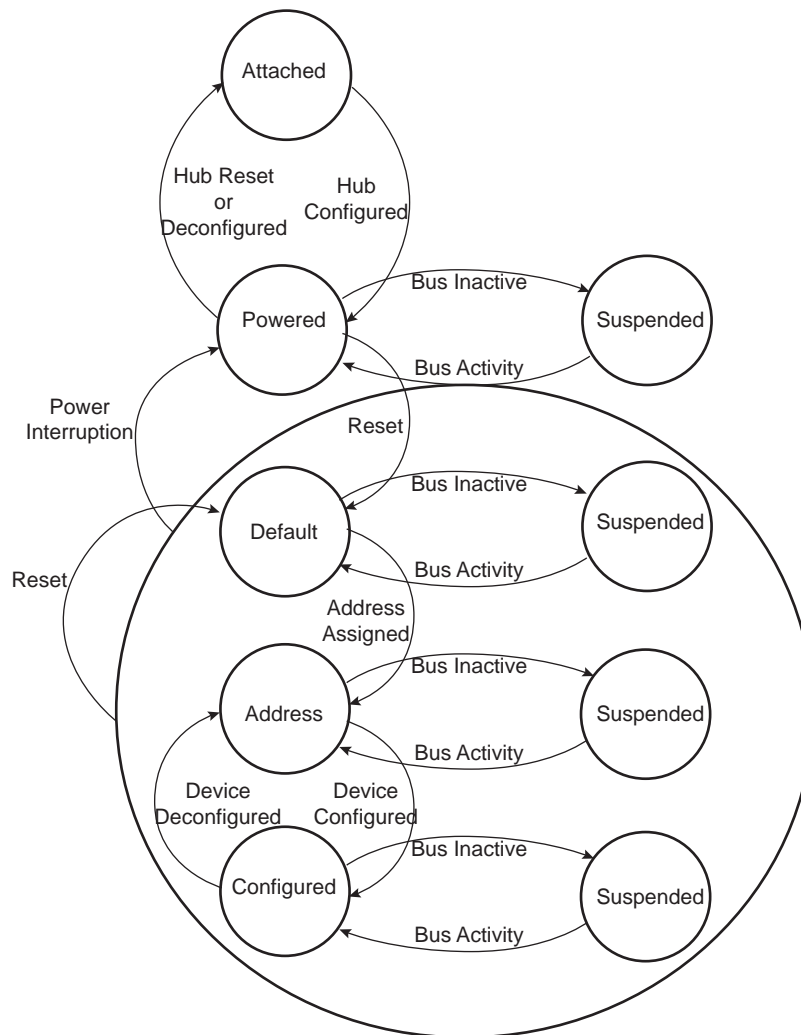 Attached
Hub Reset
or
Deconfigured
Hub
Configured
Powered
Bus Inactive
Suspended
Bus Activity
Power
Interruption
Reset
Default
Bus Inactive
Suspended
Bus Activity
Reset
Address
Assigned
Address
Bus Inactive
Suspended
Bus Activity
Device
Deconfigured
Device
Configured
Configured
Bus Inactive
Suspended
Bus Activity